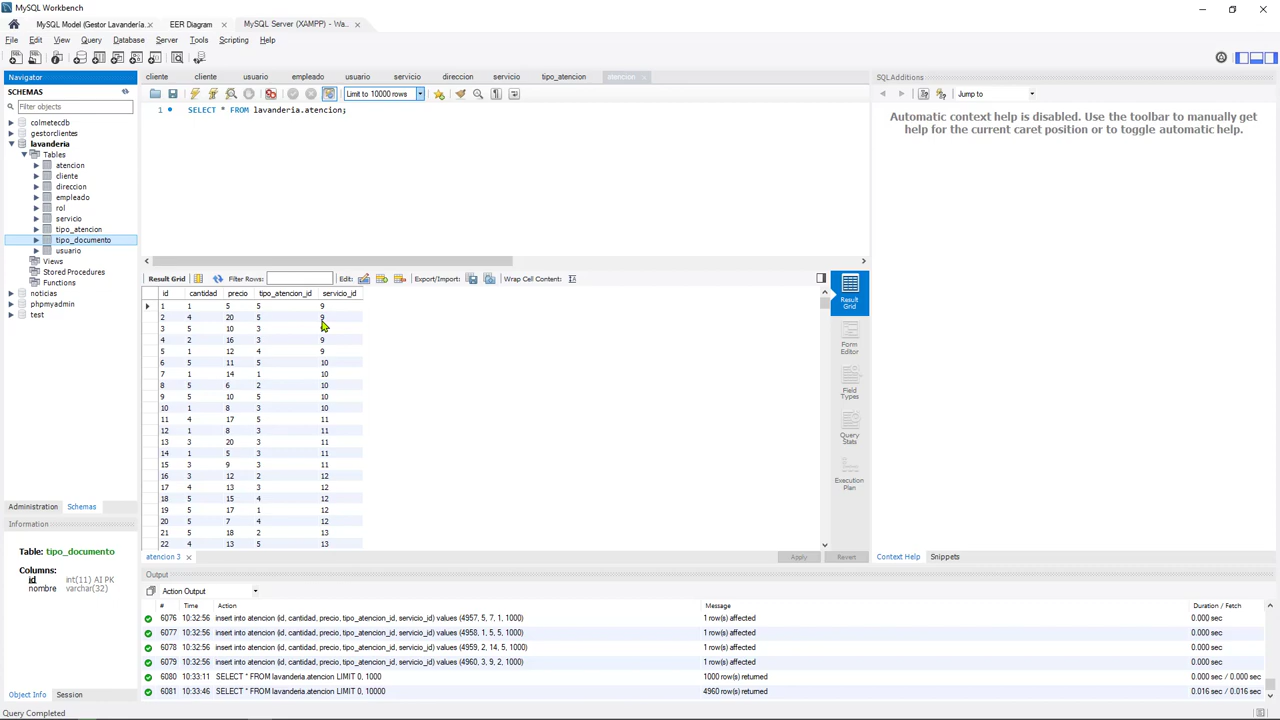 MySQL Workbench
MySQL Model (Gestor Lavandería... EER Diagram MySQL Server (XAMPP) - Wa...
File Edit View Query Database Server Tools Scripting Help
Navigator
SCHEMAS
Filter objects
colmetecdb
gestorclientes
lavanderia
Tables
atencion
cliente
direccion
empleado
rol
servicio
tipo_atencion
tipo_documento
usuario
Views
Stored Procedures
Functions
noticias
phpmyadmin
test
Administration Schemas
Information
Table: tipo_documento
Columns:
id int(11) AI PK
nombre varchar(32)
Object Info Session
Query Completed
cliente cliente usuario empleado usuario servicio direccion servicio tipo_atencion atencion
Limit to 10000 rows
1 SELECT * FROM lavanderia.atencion;
Result Grid Filter Rows: Edit: Export/Import: Wrap Cell Content:
id cantidad precio tipo_atencion_id servicio_id
1 1 5 5 9
2 4 20 5 9
3 5 10 3
4 2 16 3 9
5 1 12 4 9
6 5 11 5 10
7 1 14 1 10
8 5 6 2 10
9 5 10 5 10
10 1 8 3 10
11 4 17 5 11
12 1 8 3 11
13 3 20 3 11
14 1 5 3 11
15 3 9 3 11
16 3 12 2 12
17 4 13 3 12
18 5 15 4 12
19 5 17 1 12
20 5 7 4 12
21 5 18 2 13
22 4 13 5 13
Result Grid
Form Editor
Field Types
Query Stats
Execution Plan
atencion 3 Apply Revert
SQLAdditions
Jump to
Automatic context help is disabled. Use the toolbar to manually get
help for the current caret position or to toggle automatic help.
Context Help Snippets
Output
Action Output
# Time Action Message Duration / Fetch
6076 10:32:56 insert into atencion (id, cantidad, precio, tipo_atencion_id, servicio_id) values (4957, 5, 7, 1, 1000) 1 row(s) affected 0.000 sec
6077 10:32:56 insert into atencion (id, cantidad, precio, tipo_atencion_id, servicio_id) values (4958, 1, 5, 5, 1000) 1 row(s) affected 0.000 sec
6078 10:32:56 insert into atencion (id, cantidad, precio, tipo_atencion_id, servicio_id) values (4959, 2, 14, 5, 1000) 1 row(s) affected 0.000 sec
6079 10:32:56 insert into atencion (id, cantidad, precio, tipo_atencion_id, servicio_id) values (4960, 3, 9, 2, 1000) 1 row(s) affected 0.000 sec
6080 10:33:11 SELECT * FROM lavanderia.atencion LIMIT 0, 1000 1000 row(s) returned 0.000 sec / 0.000 sec
6081 10:33:46 SELECT * FROM lavanderia.atencion LIMIT 0, 10000 4960 row(s) returned 0.016 sec / 0.016 sec